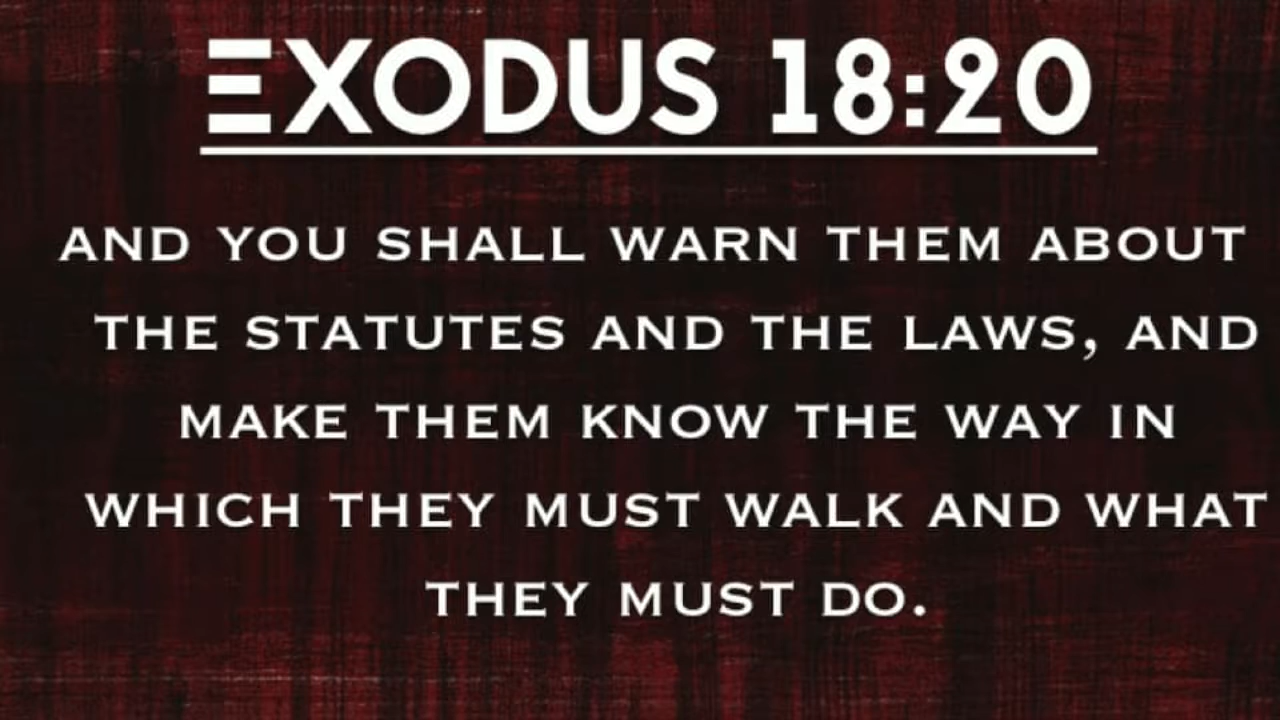 EXODUS 18:20
AND YOU SHALL WARN THEM ABOUT
THE STATUTES AND THE LAWS, AND
MAKE THEM KNOW THE WAY IN
WHICH THEY MUST WALK AND WHAT
THEY MUST DO.